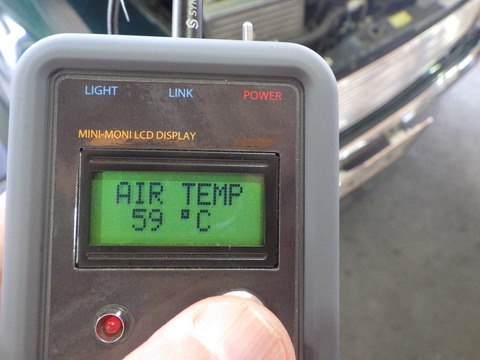 LIGHT LINK POWER
MINI-MONI LCD DISPLAY
AIR TEMP
59 °C